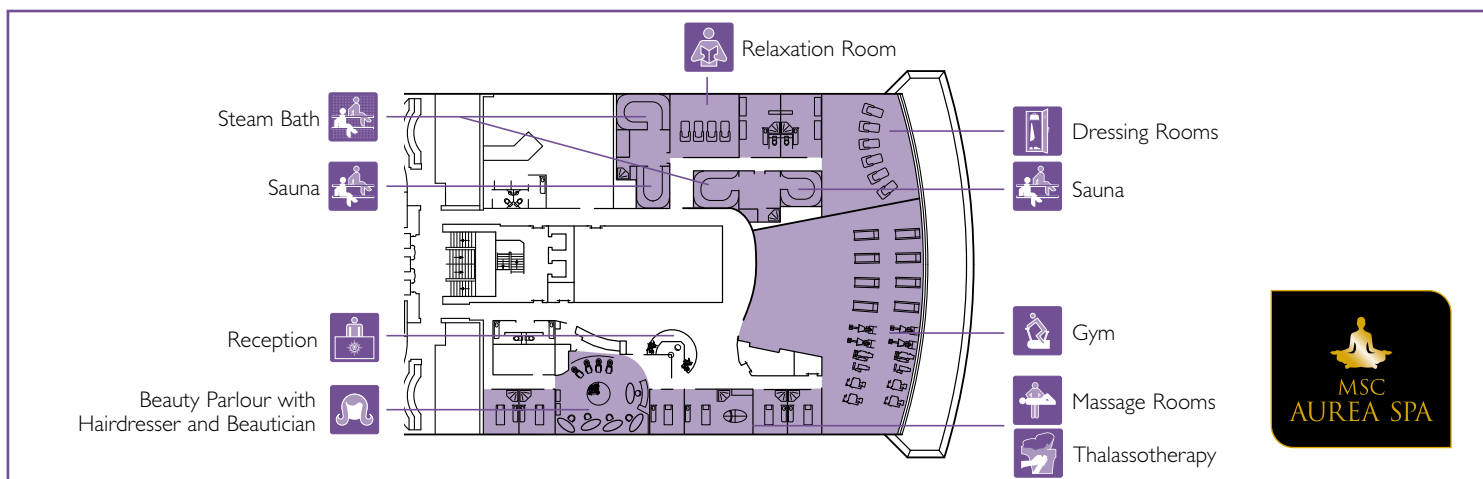 Relaxation Room
Steam Bath
Dressing Rooms
Sauna
Sauna
Reception
Gym
Beauty Parlour with
Hairdresser and Beautician
Massage Rooms
Thalassotherapy
MSC
AUREA SPA